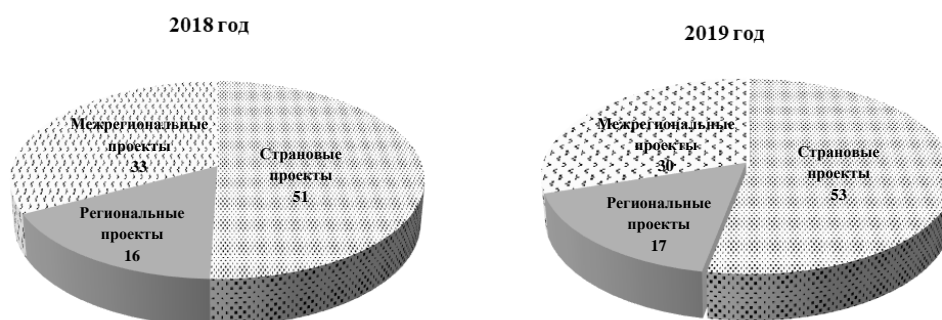 2018 год
Межрегиональные
проекты
33
Страновые
проекты
51
Региональные
проекты
16
2019 год
Межрегиональные
проекты
30
Страновые
проекты
53
Региональные
проекты
17